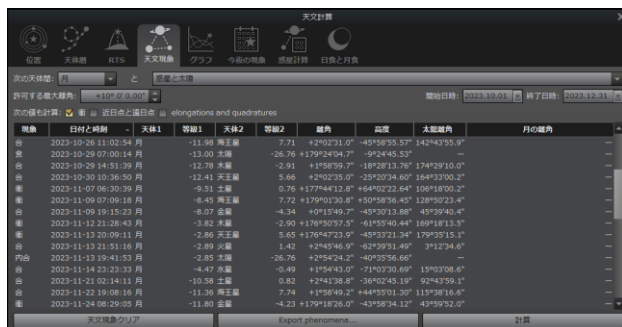 天文計算
位置 天体暦 RTS 天文現象 グラフ 今夜の現象 惑星計算 日食と月食
次の天体間: 月 と 惑星と太陽
許可する最大離角: +10° 0' 0.00" 開始日時: 2023.10.01 終了日時: 2023.12.31
次の値も計算: 衝 近日点と遠日点 elongations and quadratures
現象 日付と時刻 天体1 等級1 天体2 等級2 離角 高度 太陽離角 月の離角
合 2023-10-26 11:02:54 月 -11.98 海王星 7.71 +2°02'31.0" -45°58'55.57" 142°43'55.9" —
2023-10-29 07:00:14 月 -13.00 太陽 -26.76 +179°24'04.7" -9°24'45.53" — —
合 2023-10-29 14:51:39 月 -12.78 木星 -2.91 +1°58'59.7" -18°28'13.76" 174°29'10.0" —
合 2023-10-30 10:36:50 月 -12.41 天王星 5.66 +2°02'35.0" -25°20'34.60" 164°33'00.2" —
衝 2023-11-07 06:30:39 月 -9.51 土星 0.76 +177°44'12.8" +64°02'22.64" 106°18'00.2" —
衝 2023-11-09 07:09:18 月 -8.45 海王星 7.72 +179°01'30.8" +50°58'56.45" 128°50'23.4" —
合 2023-11-09 19:15:23 月 -8.07 金星 -4.34 +0°15'49.7" -45°30'13.88" 45°39'40.4" —
衝 2023-11-12 21:28:43 月 -3.82 木星 -2.90 +176°50'57.5" -61°55'40.44" 169°18'13.5" —
衝 2023-11-13 20:09:11 月 -2.86 天王星 5.65 +176°47'23.9" -45°33'21.34" 179°35'15.1" —
合 2023-11-13 21:51:16 月 -2.89 火星 1.42 +2°45'46.9" -62°39'51.49" 3°12'34.6" —
内合 2023-11-13 19:41:53 月 -2.85 太陽 -26.76 +2°54'24.2" -40°35'56.66" — —
合 2023-11-14 23:23:33 月 -4.47 水星 -0.49 +1°54'43.0" -71°03'30.69" 15°03'08.6" —
合 2023-11-21 02:14:11 月 -10.58 土星 0.82 +2°41'38.8" -36°02'45.19" 92°43'59.1" —
合 2023-11-22 19:08:16 月 -11.36 海王星 7.74 +1°58'49.2" +44°55'01.30" 115°38'16.6" —
衝 2023-11-24 08:29:05 月 -11.80 金星 -4.23 +179°18'26.0" -43°58'34.12" 43°59'52.0" —
天文現象クリア Export phenomena... 計算